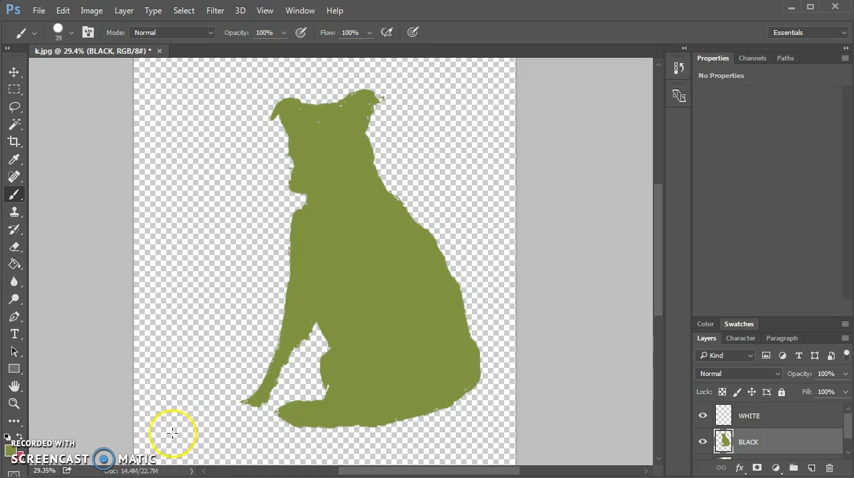 Ps File Edit Image Layer Type Select Filter 3D View Window Help
39 Mode: Normal Opacity: 100% Flow: 100% Essentials
k.jpg @ 29.4% (BLACK, RGB/8#) * ×
Properties Channels Paths
No Properties
Color Swatches
Layers Character Paragraph
Kind
Normal Opacity: 100%
Lock: Fill: 100%
WHITE
BLACK
RECORDED WITH
SCREENCAST MATIC
29.35% Doc: 14.4M/22.7M